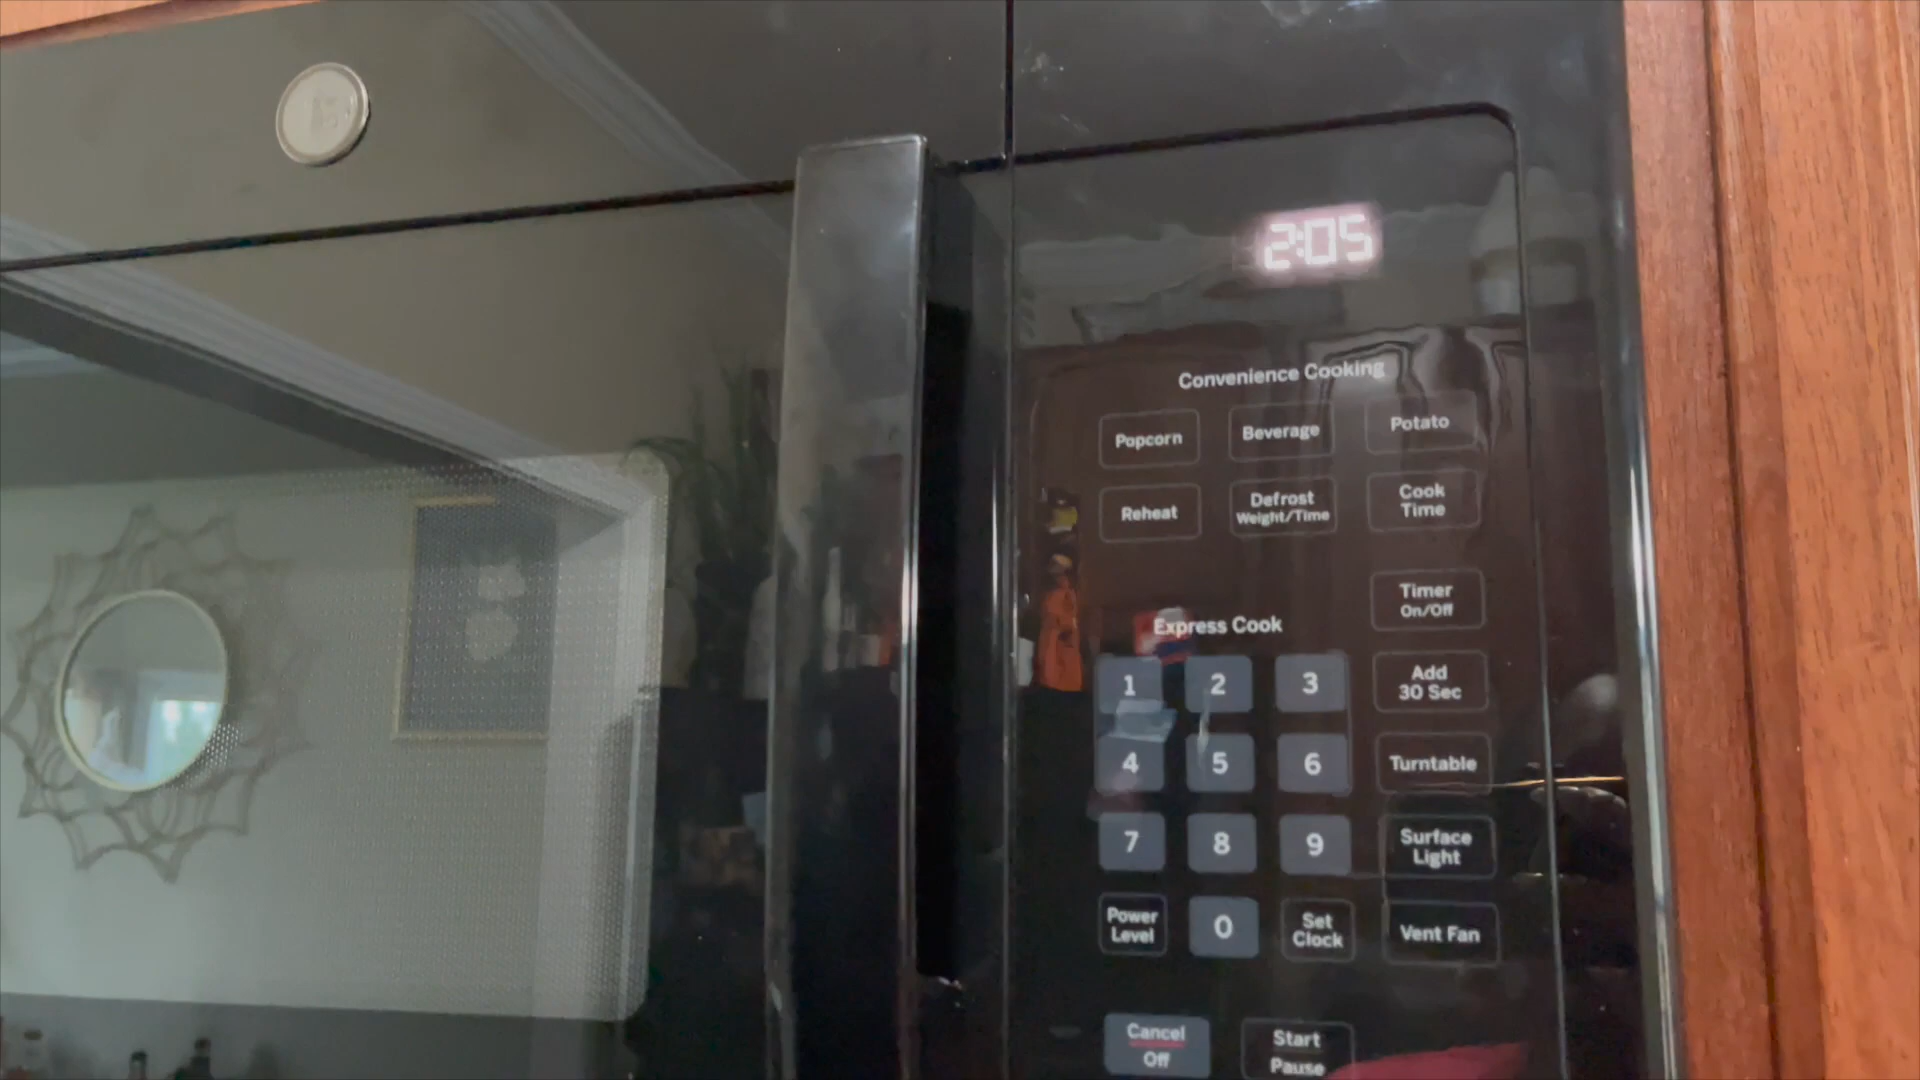 2:05
Convenience Cooking
Popcorn
Beverage
Potato
Reheat
Defrost
Weight/Time
Cook
Time
Timer
On/Off
Express Cook
1
2
3
Add
30 Sec
4
5
6
Turntable
7
8
9
Surface
Light
Power
Level
0
Set
Clock
Vent Fan
Cancel
Off
Start
Pause